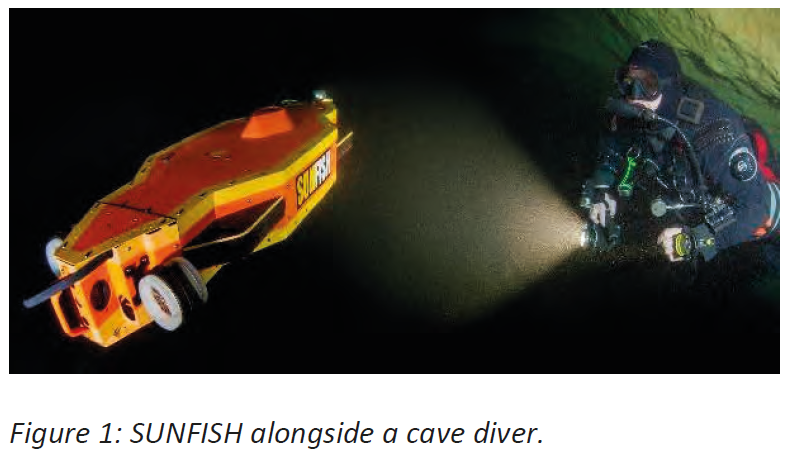 SUNFISH
Figure 1: SUNFISH alongside a cave diver.